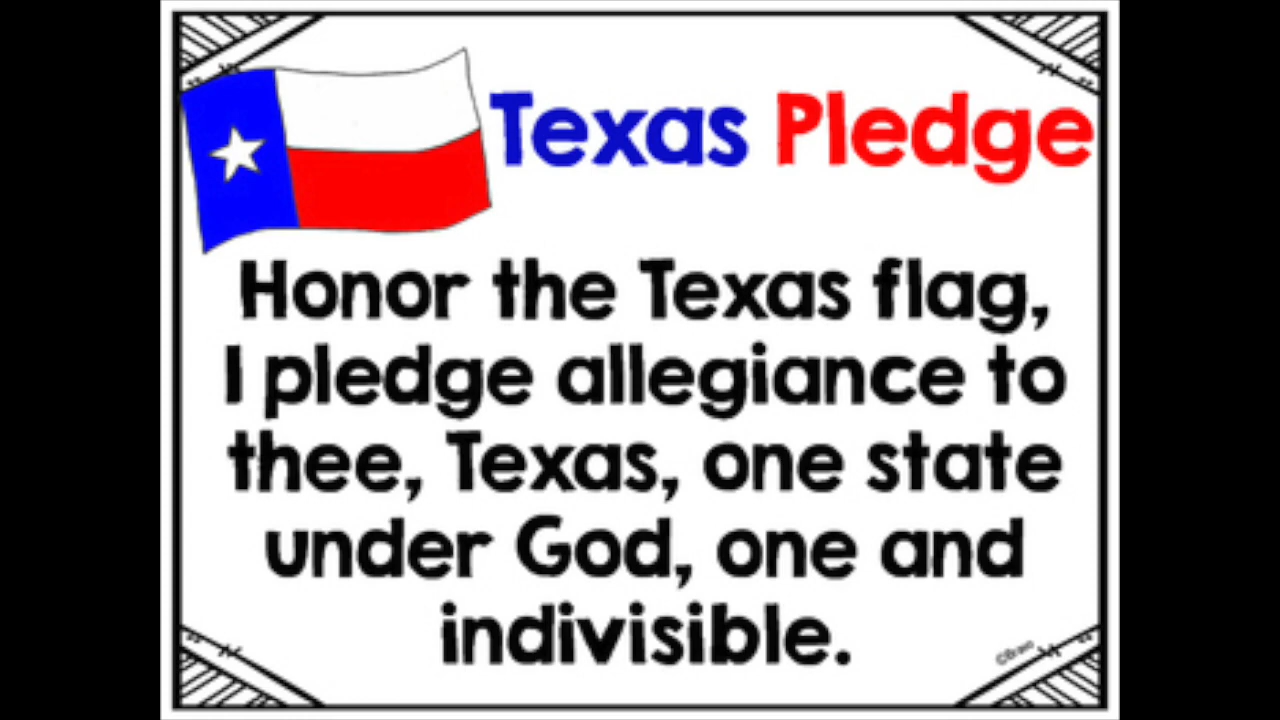 Texas Pledge
Honor the Texas flag,
I pledge allegiance to
thee, Texas, one state
under God, one and
indivisible.